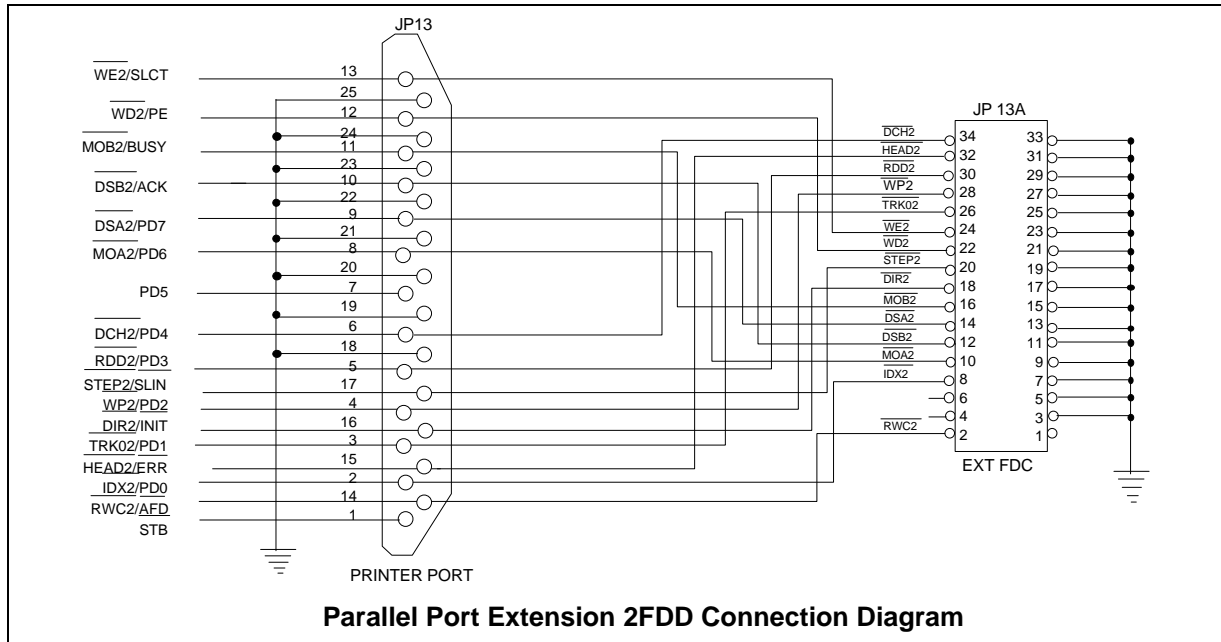 JP13
WE2/SLCT
WD2/PE
MOB2/BUSY
DSB2/ACK
DSA2/PD7
MOA2/PD6
PD5
DCH2/PD4
RDD2/PD3
STEP2/SLIN
WP2/PD2
DIR2/INIT
TRK02/PD1
HEAD2/ERR
IDX2/PD0
RWC2/AFD
STB
13
25
12
24
11
23
10
22
9
21
8
20
7
19
6
18
5
17
4
16
3
15
2
14
1
PRINTER PORT
JP 13A
DCH2 34 33
HEAD2 32 31
RDD2 30 29
WP2 28 27
TRK02 26 25
WE2 24 23
WD2 22 21
STEP2 20 19
DIR2 18 17
MOB2 16 15
DSA2 14 13
DSB2 12 11
MOA2 10 9
IDX2 8 7
6 5
4 3
RWC2 2 1
EXT FDC
Parallel Port Extension 2FDD Connection Diagram